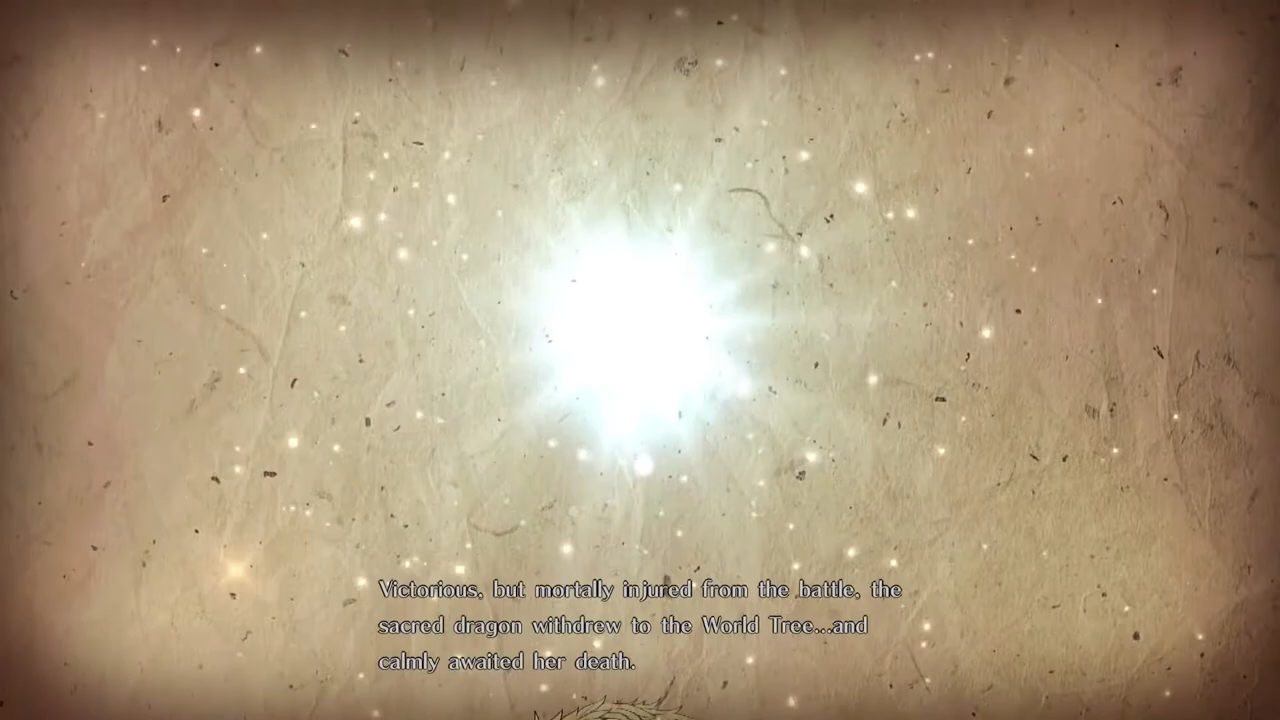 Victorious, but mortally injured from the battle, the
sacred dragon withdrew to the World Tree...and
calmly awaited her death.